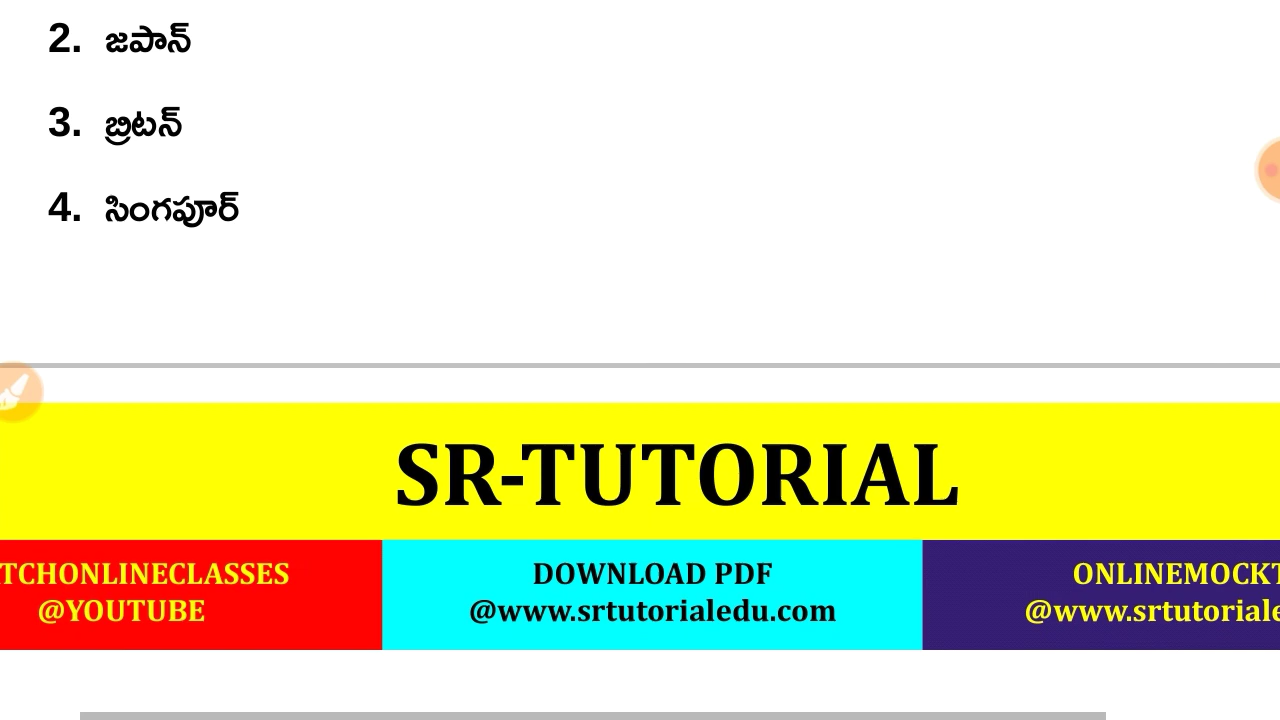 2. జపాన్
3. బ్రిటన్
4. సింగపూర్
SR-TUTORIAL
TCHONLINECLASSES
@YOUTUBE
DOWNLOAD PDF
@www.srtutorialedu.com
ONLINEMOCKT
@www.srtutoriale